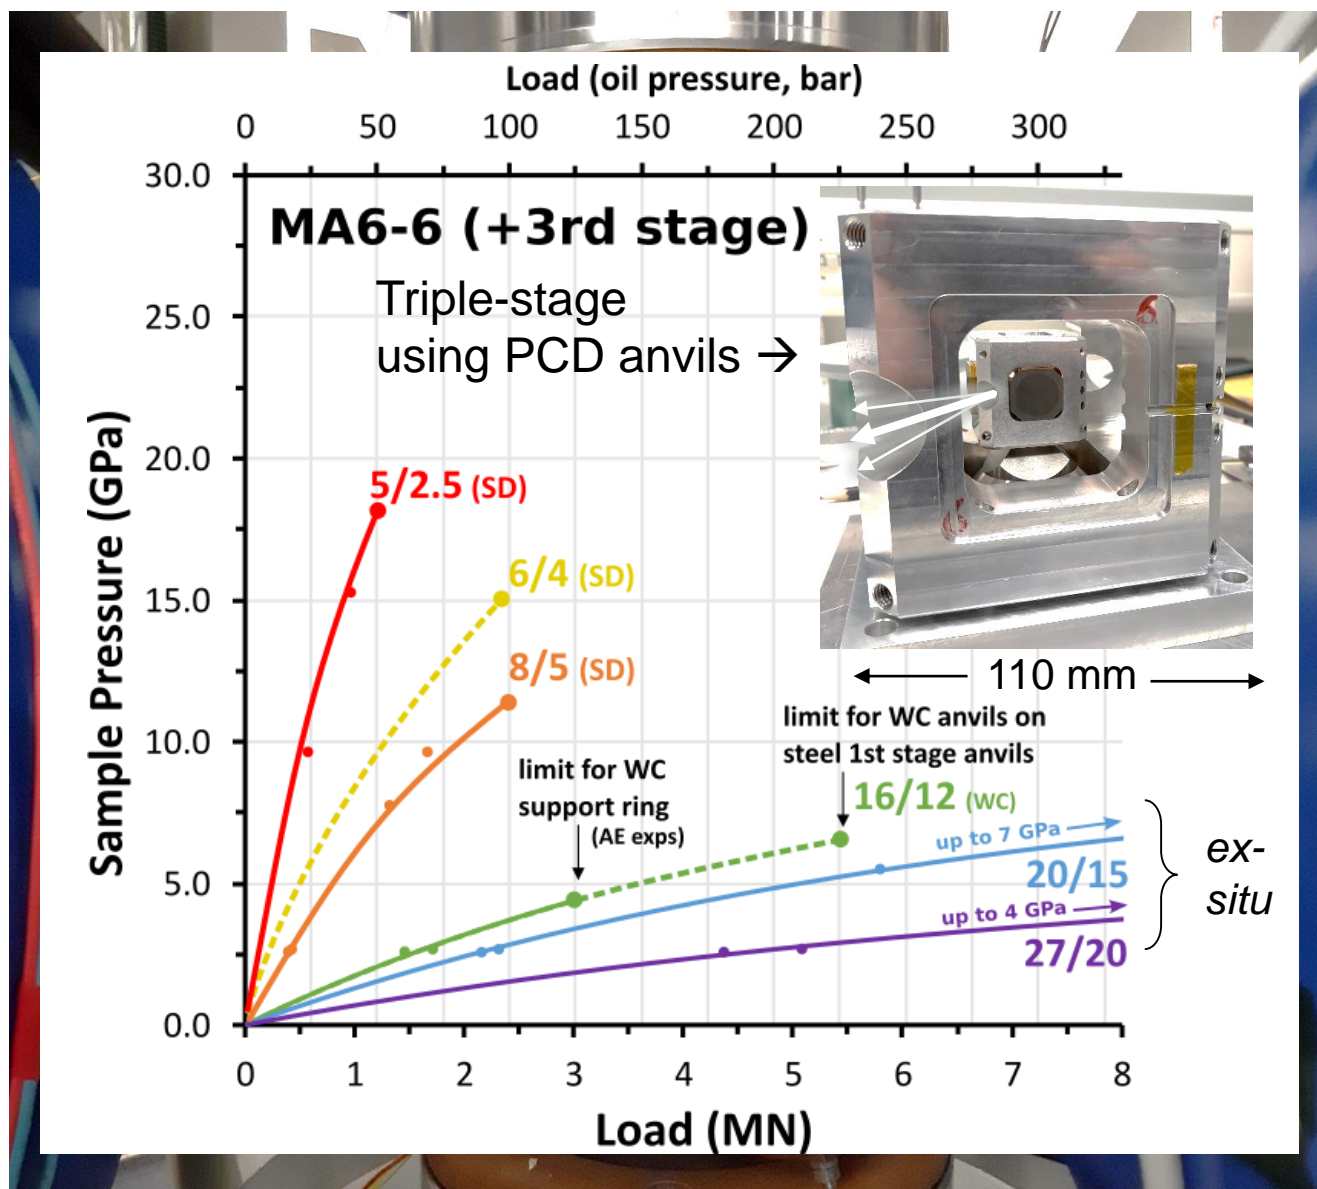 Load (oil pressure, bar)
0 50 100 150 200 250 300
30.0
25.0
20.0
15.0
10.0
5.0
0.0
Sample Pressure (GPa)
MA6-6 (+3rd stage)
Triple-stage
using PCD anvils →
5/2.5 (SD)
6/4 (SD)
8/5 (SD)
6
6
110 mm
limit for WC anvils on
steel 1st stage anvils
limit for WC
support ring
(AE exps)
16/12 (WC)
up to 7 GPa
20/15
up to 4 GPa
27/20
ex-
situ
0 1 2 3 4 5 6 7 8
Load (MN)